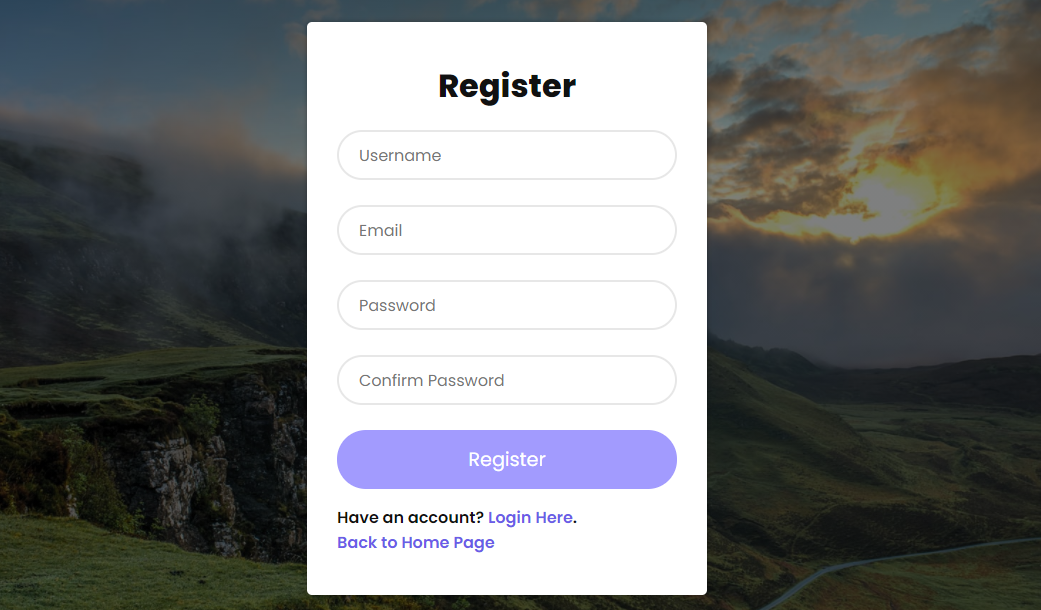 Register
Username
Email
Password
Confirm Password
Register
Have an account? Login Here.
Back to Home Page